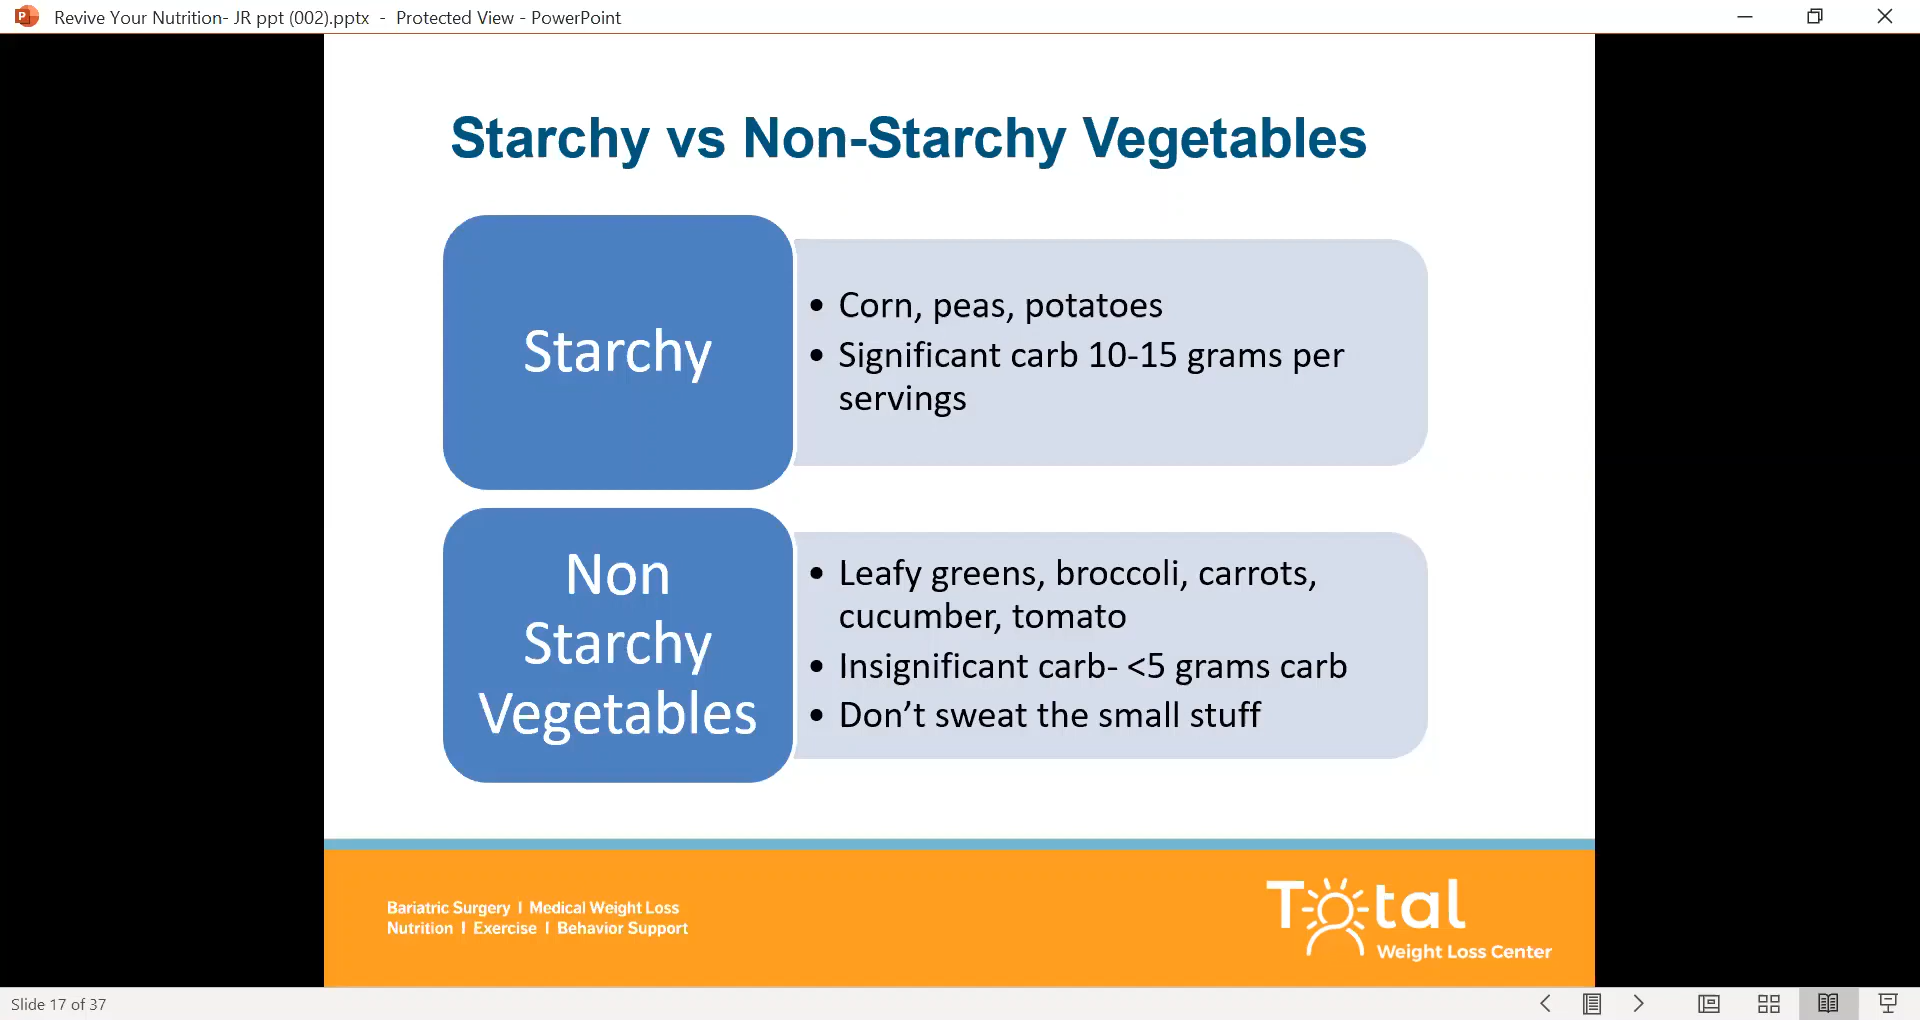 Revive Your Nutrition- JR ppt (002).pptx - Protected View - PowerPoint
Starchy vs Non-Starchy Vegetables
Starchy
• Corn, peas, potatoes
• Significant carb 10-15 grams per
servings
Non
Starchy
Vegetables
• Leafy greens, broccoli, carrots,
cucumber, tomato
• Insignificant carb- <5 grams carb
• Don’t sweat the small stuff
Bariatric Surgery | Medical Weight Loss
Nutrition | Exercise | Behavior Support
Total
Weight Loss Center
Slide 17 of 37